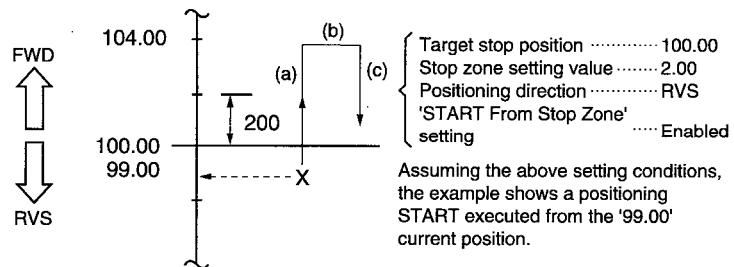 FWD
RVS
104.00
100.00
99.00
200
(a)
(b)
(c)
X
Target stop position ············ 100.00
Stop zone setting value ······ 2.00
Positioning direction ··········· RVS
'START From Stop Zone'
setting ····· Enabled
Assuming the above setting conditions,
the example shows a positioning
START executed from the '99.00'
current position.